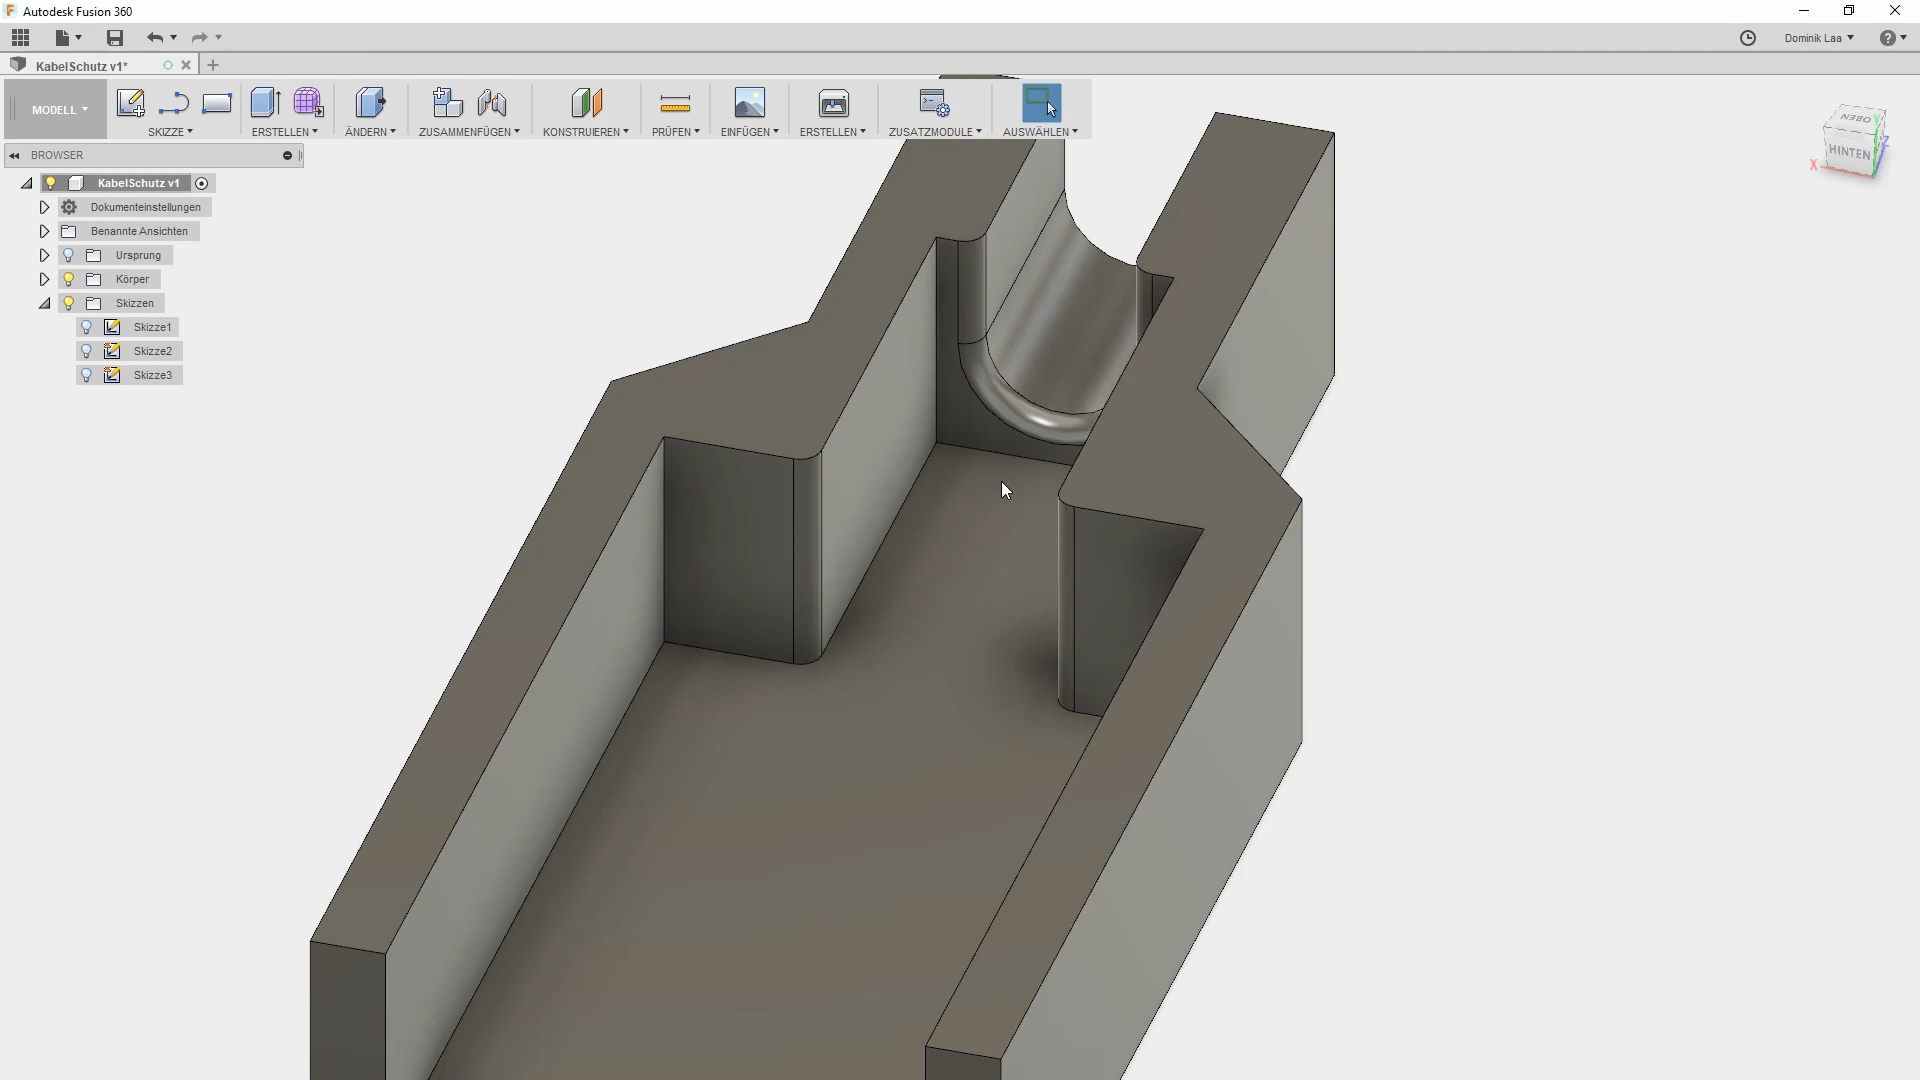 Autodesk Fusion 360
Dominik Laa
KabelSchutz v1*
MODELL
SKIZZE
ERSTELLEN
ÄNDERN
ZUSAMMENFÜGEN
KONSTRUIEREN
PRÜFEN
EINFÜGEN
ERSTELLEN
ZUSATZMODULE
AUSWÄHLEN
BROWSER
KabelSchutz v1
Dokumenteinstellungen
Benannte Ansichten
Ursprung
Körper
Skizzen
Skizze1
Skizze2
Skizze3
OBEN
HINTEN
X
Y
Z